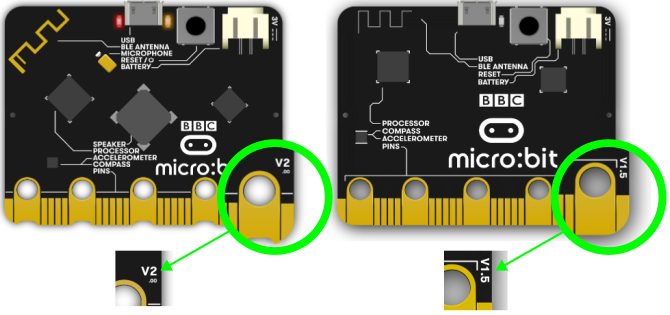 USB
BLE ANTENNA
MICROPHONE
RESET /
BATTERY
3V
BBC
SPEAKER
PROCESSOR
ACCELEROMETER
COMPASS
PINS
micro:b
V2
.00
V2
.00
USB
BLE ANTENNA
RESET
BATTERY
3V
BBC
PROCESSOR
COMPASS
ACCELEROMETER
PINS
micro:bit
V1.5
V1.5